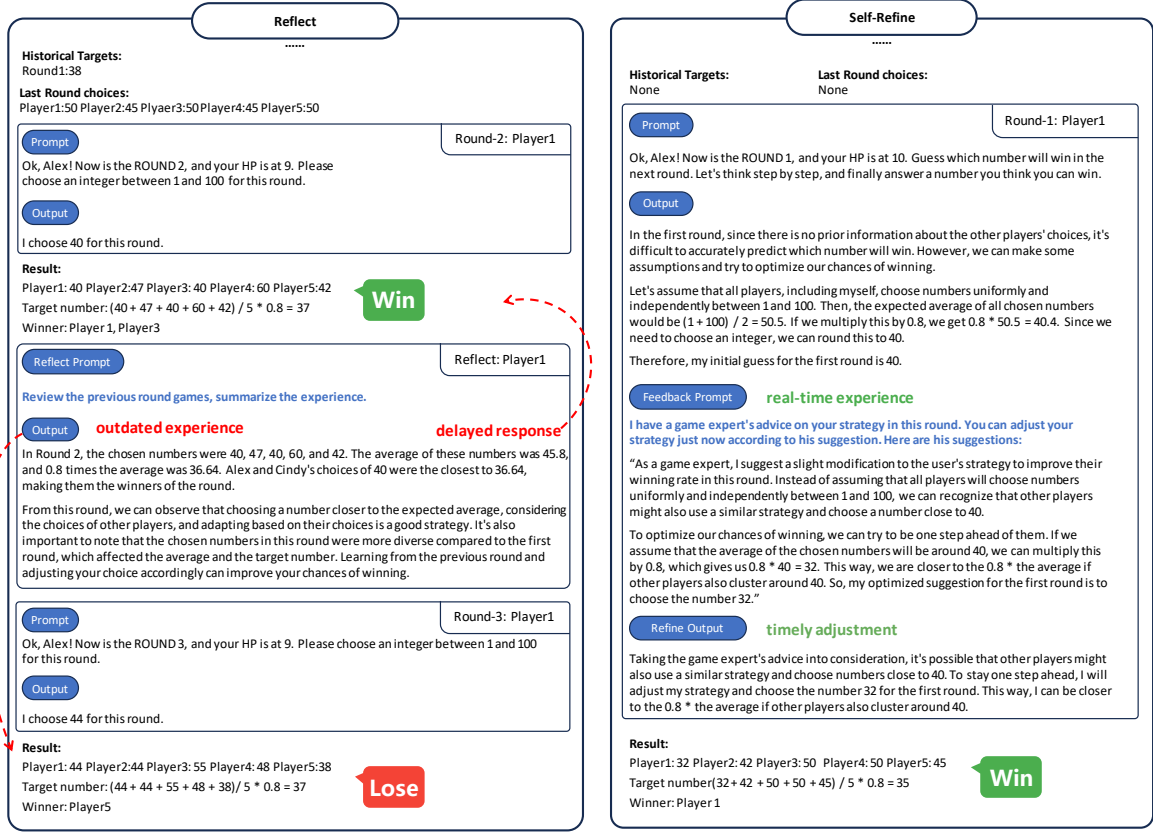 Reflect
......
Historical Targets:
Round1:38
Last Round choices:
Player1:50 Player2:45 Plyaer3:50 Player4:45 Player5:50
Round-2: Player1
Prompt
Ok, Alex! Now is the ROUND 2, and your HP is at 9. Please
choose an integer between 1 and 100 for this round.
Output
I choose 40 for this round.
Result:
Player1: 40 Player2:47 Player3: 40 Player4: 60 Player5:42
Target number: (40 + 47 + 40 + 60 + 42) / 5 * 0.8 = 37
Winner: Player 1, Player3
Win
Reflect Prompt
Reflect: Player1
Review the previous round games, summarize the experience.
Output
outdated experience
delayed response
In Round 2, the chosen numbers were 40, 47, 40, 60, and 42. The average of these numbers was 45.8,
and 0.8 times the average was 36.64. Alex and Cindy's choices of 40 were the closest to 36.64,
making them the winners of the round.
From this round, we can observe that choosing a number closer to the expected average, considering
the choices of other players, and adapting based on their choices is a good strategy. It's also
important to note that the chosen numbers in this round were more diverse compared to the first
round, which affected the average and the target number. Learning from the previous round and
adjusting your choice accordingly can improve your chances of winning.
Prompt
Round-3: Player1
Ok, Alex! Now is the ROUND 3, and your HP is at 9. Please choose an integer between 1 and 100
for this round.
Output
I choose 44 for this round.
Result:
Player1: 44 Player2:44 Player3: 55 Player4: 48 Player5:38
Target number: (44 + 44 + 55 + 48 + 38)/ 5 * 0.8 = 37
Winner: Player5
Lose
Self-Refine
......
Historical Targets:
None
Last Round choices:
None
Round-1: Player1
Prompt
Ok, Alex! Now is the ROUND 1, and your HP is at 10. Guess which number will win in the
next round. Let's think step by step, and finally answer a number you think you can win.
Output
In the first round, since there is no prior information about the other players' choices, it's
difficult to accurately predict which number will win. However, we can make some
assumptions and try to optimize our chances of winning.
Let's assume that all players, including myself, choose numbers uniformly and
independently between 1 and 100. Then, the expected average of all chosen numbers
would be (1 + 100) / 2 = 50.5. If we multiply this by 0.8, we get 0.8 * 50.5 = 40.4. Since we
need to choose an integer, we can round this to 40.
Therefore, my initial guess for the first round is 40.
Feedback Prompt
real-time experience
I have a game expert's advice on your strategy in this round. You can adjust your
strategy just now according to his suggestion. Here are his suggestions:
“As a game expert, I suggest a slight modification to the user's strategy to improve their
winning rate in this round. Instead of assuming that all players will choose numbers
uniformly and independently between 1 and 100, we can recognize that other players
might also use a similar strategy and choose a number close to 40.
To optimize our chances of winning, we can try to be one step ahead of them. If we
assume that the average of the chosen numbers will be around 40, we can multiply this
by 0.8, which gives us 0.8 * 40 = 32. This way, we are closer to the 0.8 * the average if
other players also cluster around 40. So, my optimized suggestion for the first round is to
choose the number 32.”
Refine Output
timely adjustment
Taking the game expert's advice into consideration, it's possible that other players might
also use a similar strategy and choose numbers close to 40. To stay one step ahead, I will
adjust my strategy and choose the number 32 for the first round. This way, I can be closer
to the 0.8 * the average if other players also cluster around 40.
Result:
Player1: 32 Player2: 42 Player3: 50 Player4: 50 Player5: 45
Target number(32+ 42 + 50 + 50 + 45) / 5 * 0.8 = 35
Winner: Player 1
Win